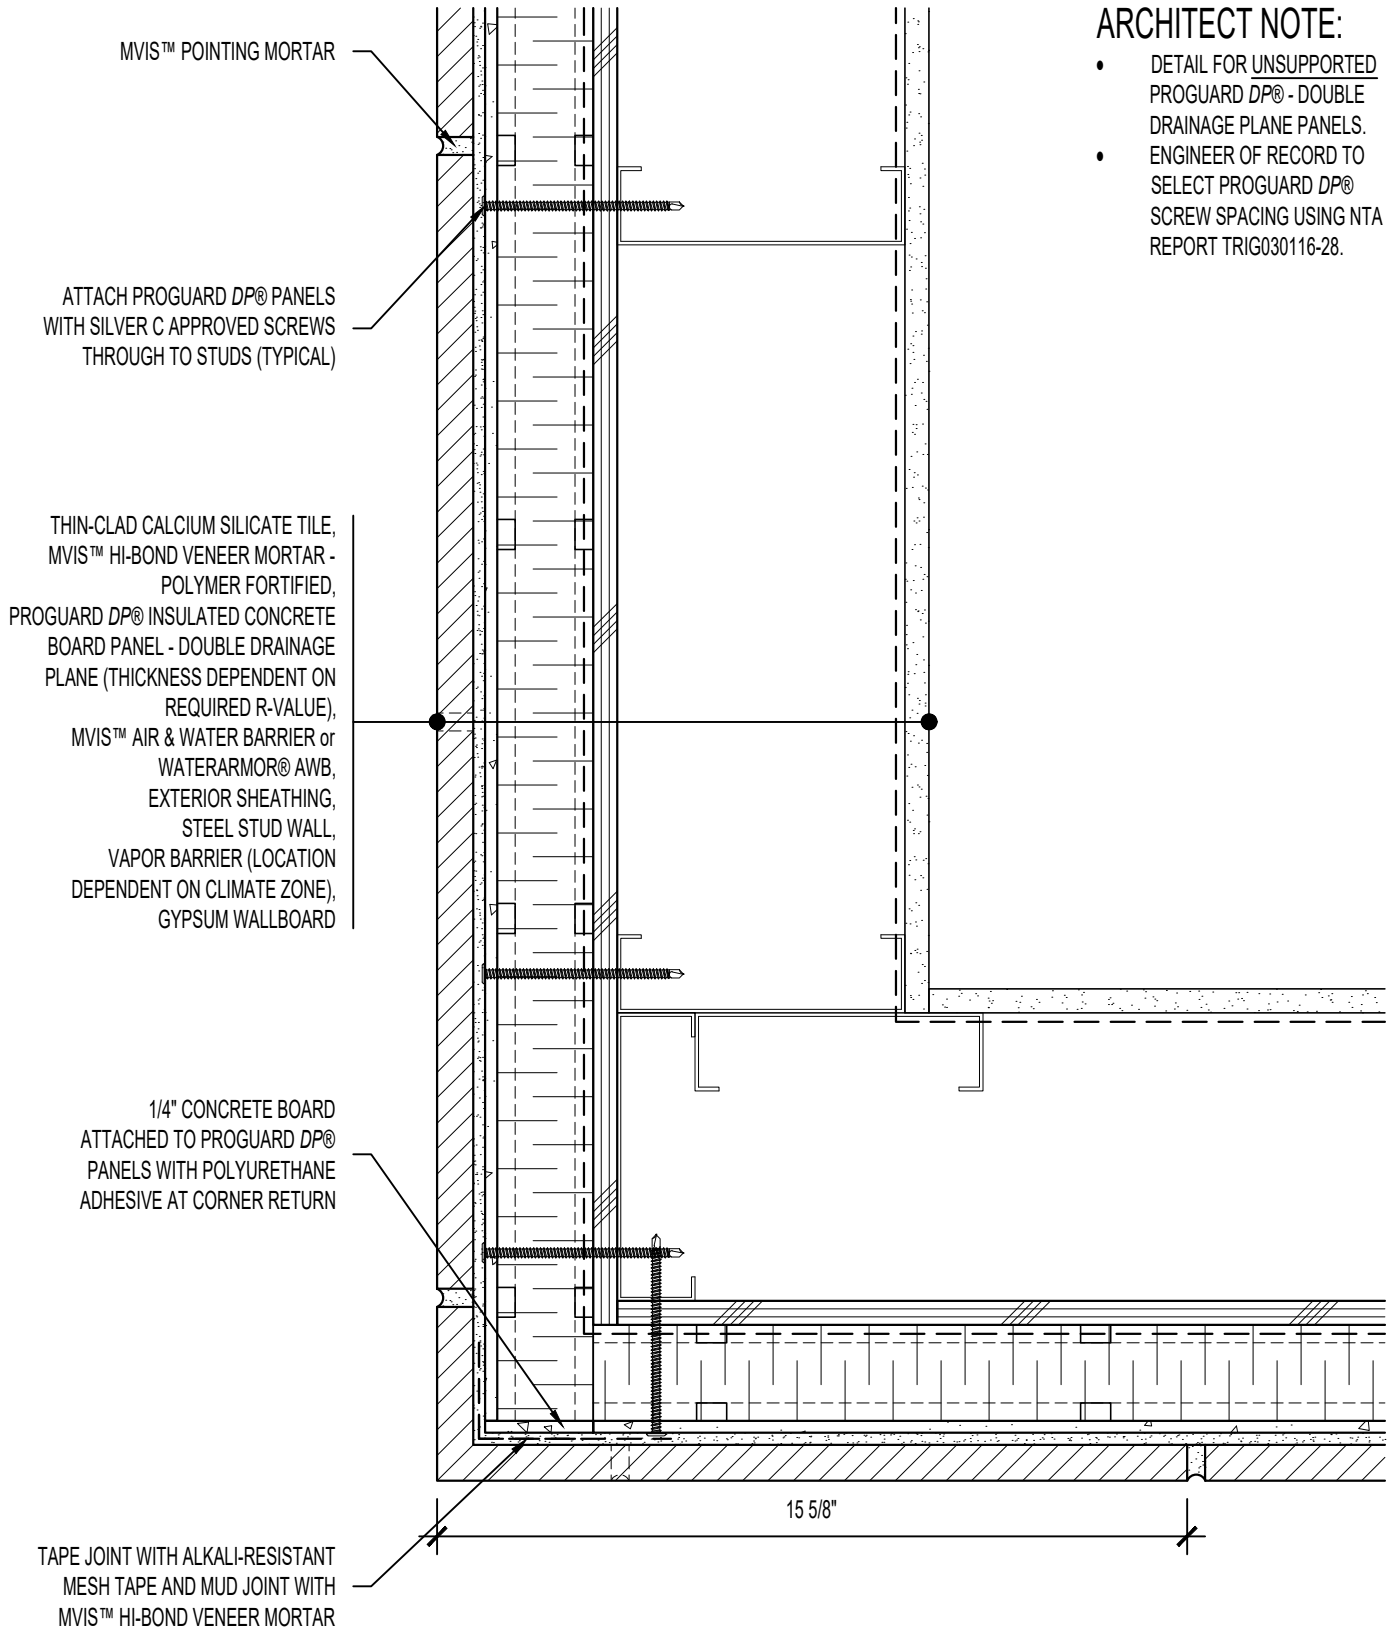 MVIS™ POINTING MORTAR
ATTACH PROGUARD DP® PANELS
WITH SILVER C APPROVED SCREWS
THROUGH TO STUDS (TYPICAL)
THIN-CLAD CALCIUM SILICATE TILE,
MVIS™ HI-BOND VENEER MORTAR -
POLYMER FORTIFIED,
PROGUARD DP® INSULATED CONCRETE
BOARD PANEL - DOUBLE DRAINAGE
PLANE (THICKNESS DEPENDENT ON
REQUIRED R-VALUE),
MVIS™ AIR & WATER BARRIER or
WATERARMOR® AWB,
EXTERIOR SHEATHING,
STEEL STUD WALL,
VAPOR BARRIER (LOCATION
DEPENDENT ON CLIMATE ZONE),
GYPSUM WALLBOARD
1/4" CONCRETE BOARD
ATTACHED TO PROGUARD DP®
PANELS WITH POLYURETHANE
ADHESIVE AT CORNER RETURN
TAPE JOINT WITH ALKALI-RESISTANT
MESH TAPE AND MUD JOINT WITH
MVIS™ HI-BOND VENEER MORTAR
15 5/8"
ARCHITECT NOTE:
• DETAIL FOR UNSUPPORTED
PROGUARD DP® - DOUBLE
DRAINAGE PLANE PANELS.
• ENGINEER OF RECORD TO
SELECT PROGUARD DP®
SCREW SPACING USING NTA
REPORT TRIG030116-28.